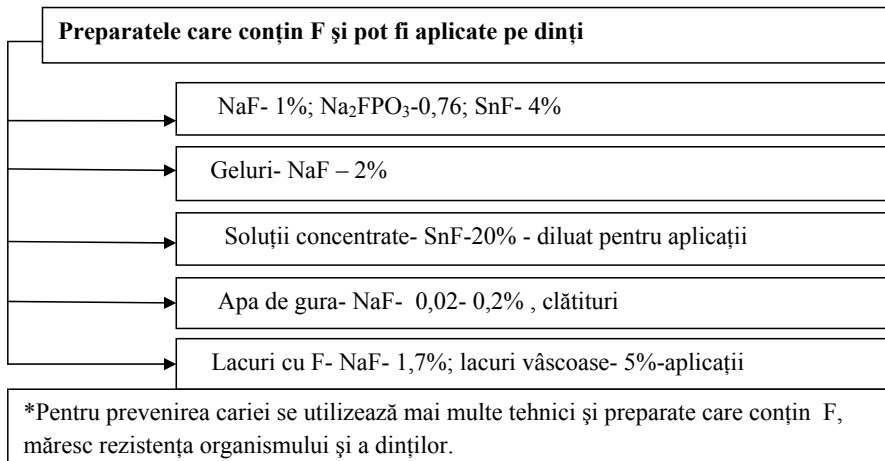 Preparatele care conțin F şi pot fi aplicate pe dinți
NaF- 1%; Na₂FPO₃-0,76; SnF- 4%
Geluri- NaF – 2%
Soluții concentrate- SnF-20% - diluat pentru aplicații
Apa de gura- NaF-  0,02- 0,2% , clătituri
Lacuri cu F- NaF- 1,7%; lacuri vâscoase- 5%-aplicații
*Pentru prevenirea cariei se utilizează mai multe tehnici şi preparate care conțin  F,
măresc rezistența organismului şi a dinților.